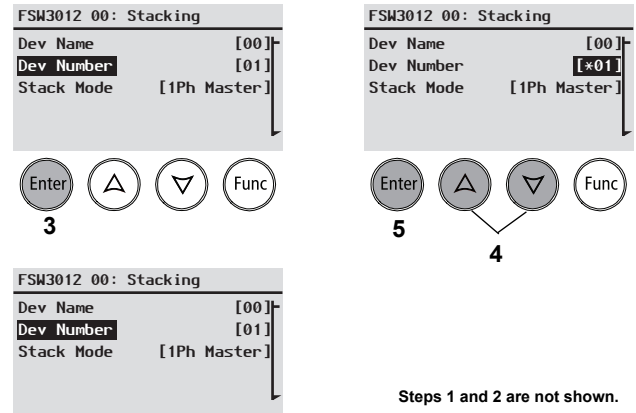 FSW3012 00: Stacking
Dev Name [00]
Dev Number [01]
Stack Mode [1Ph Master]
Enter Func
3
FSW3012 00: Stacking
Dev Name [00]
Dev Number [*01]
Stack Mode [1Ph Master]
Enter Func
5
4
FSW3012 00: Stacking
Dev Name [00]
Dev Number [01]
Stack Mode [1Ph Master]
Steps 1 and 2 are not shown.